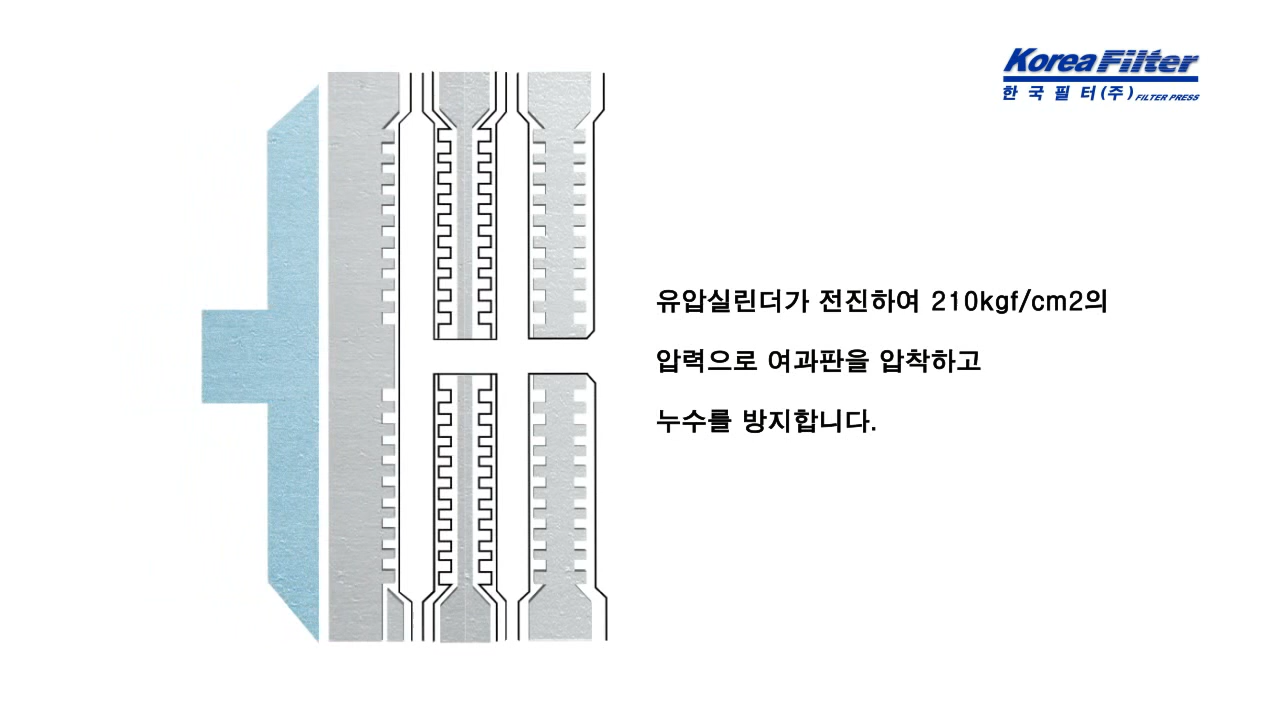 Korea Filter
한국필터(주) FILTER PRESS
유압실린더가 전진하여 210kgf/cm2의
압력으로 여과판을 압착하고
누수를 방지합니다.